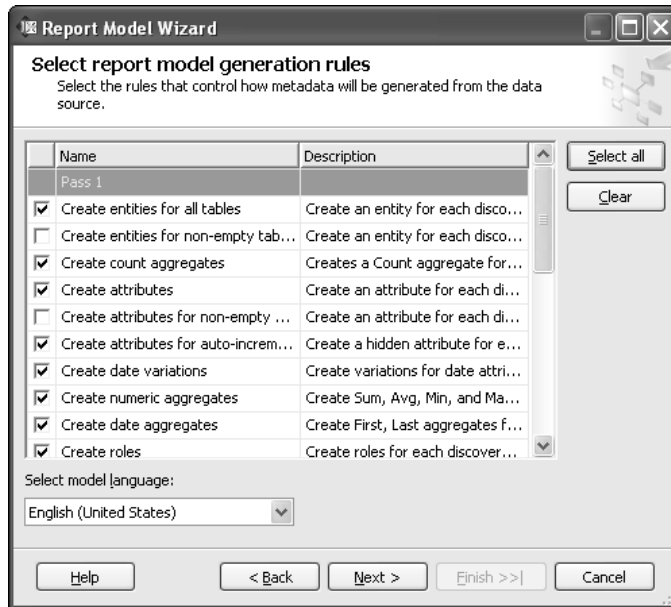 Report Model Wizard
Select report model generation rules
Select the rules that control how metadata will be generated from the data
source.
Name Description
Pass 1
Create entities for all tables Create an entity for each disco...
Create entities for non-empty tab... Create an entity for each disco...
Create count aggregates Creates a Count aggregate for...
Create attributes Create an attribute for each di...
Create attributes for non-empty ... Create an attribute for each di...
Create attributes for auto-increm... Create a hidden attribute for e...
Create date variations Create variations for date attri...
Create numeric aggregates Create Sum, Avg, Min, and Ma...
Create date aggregates Create First, Last aggregates f...
Create roles Create roles for each discover...
Select all
Clear
Select model language:
English (United States)
Help < Back Next > Finish >>| Cancel